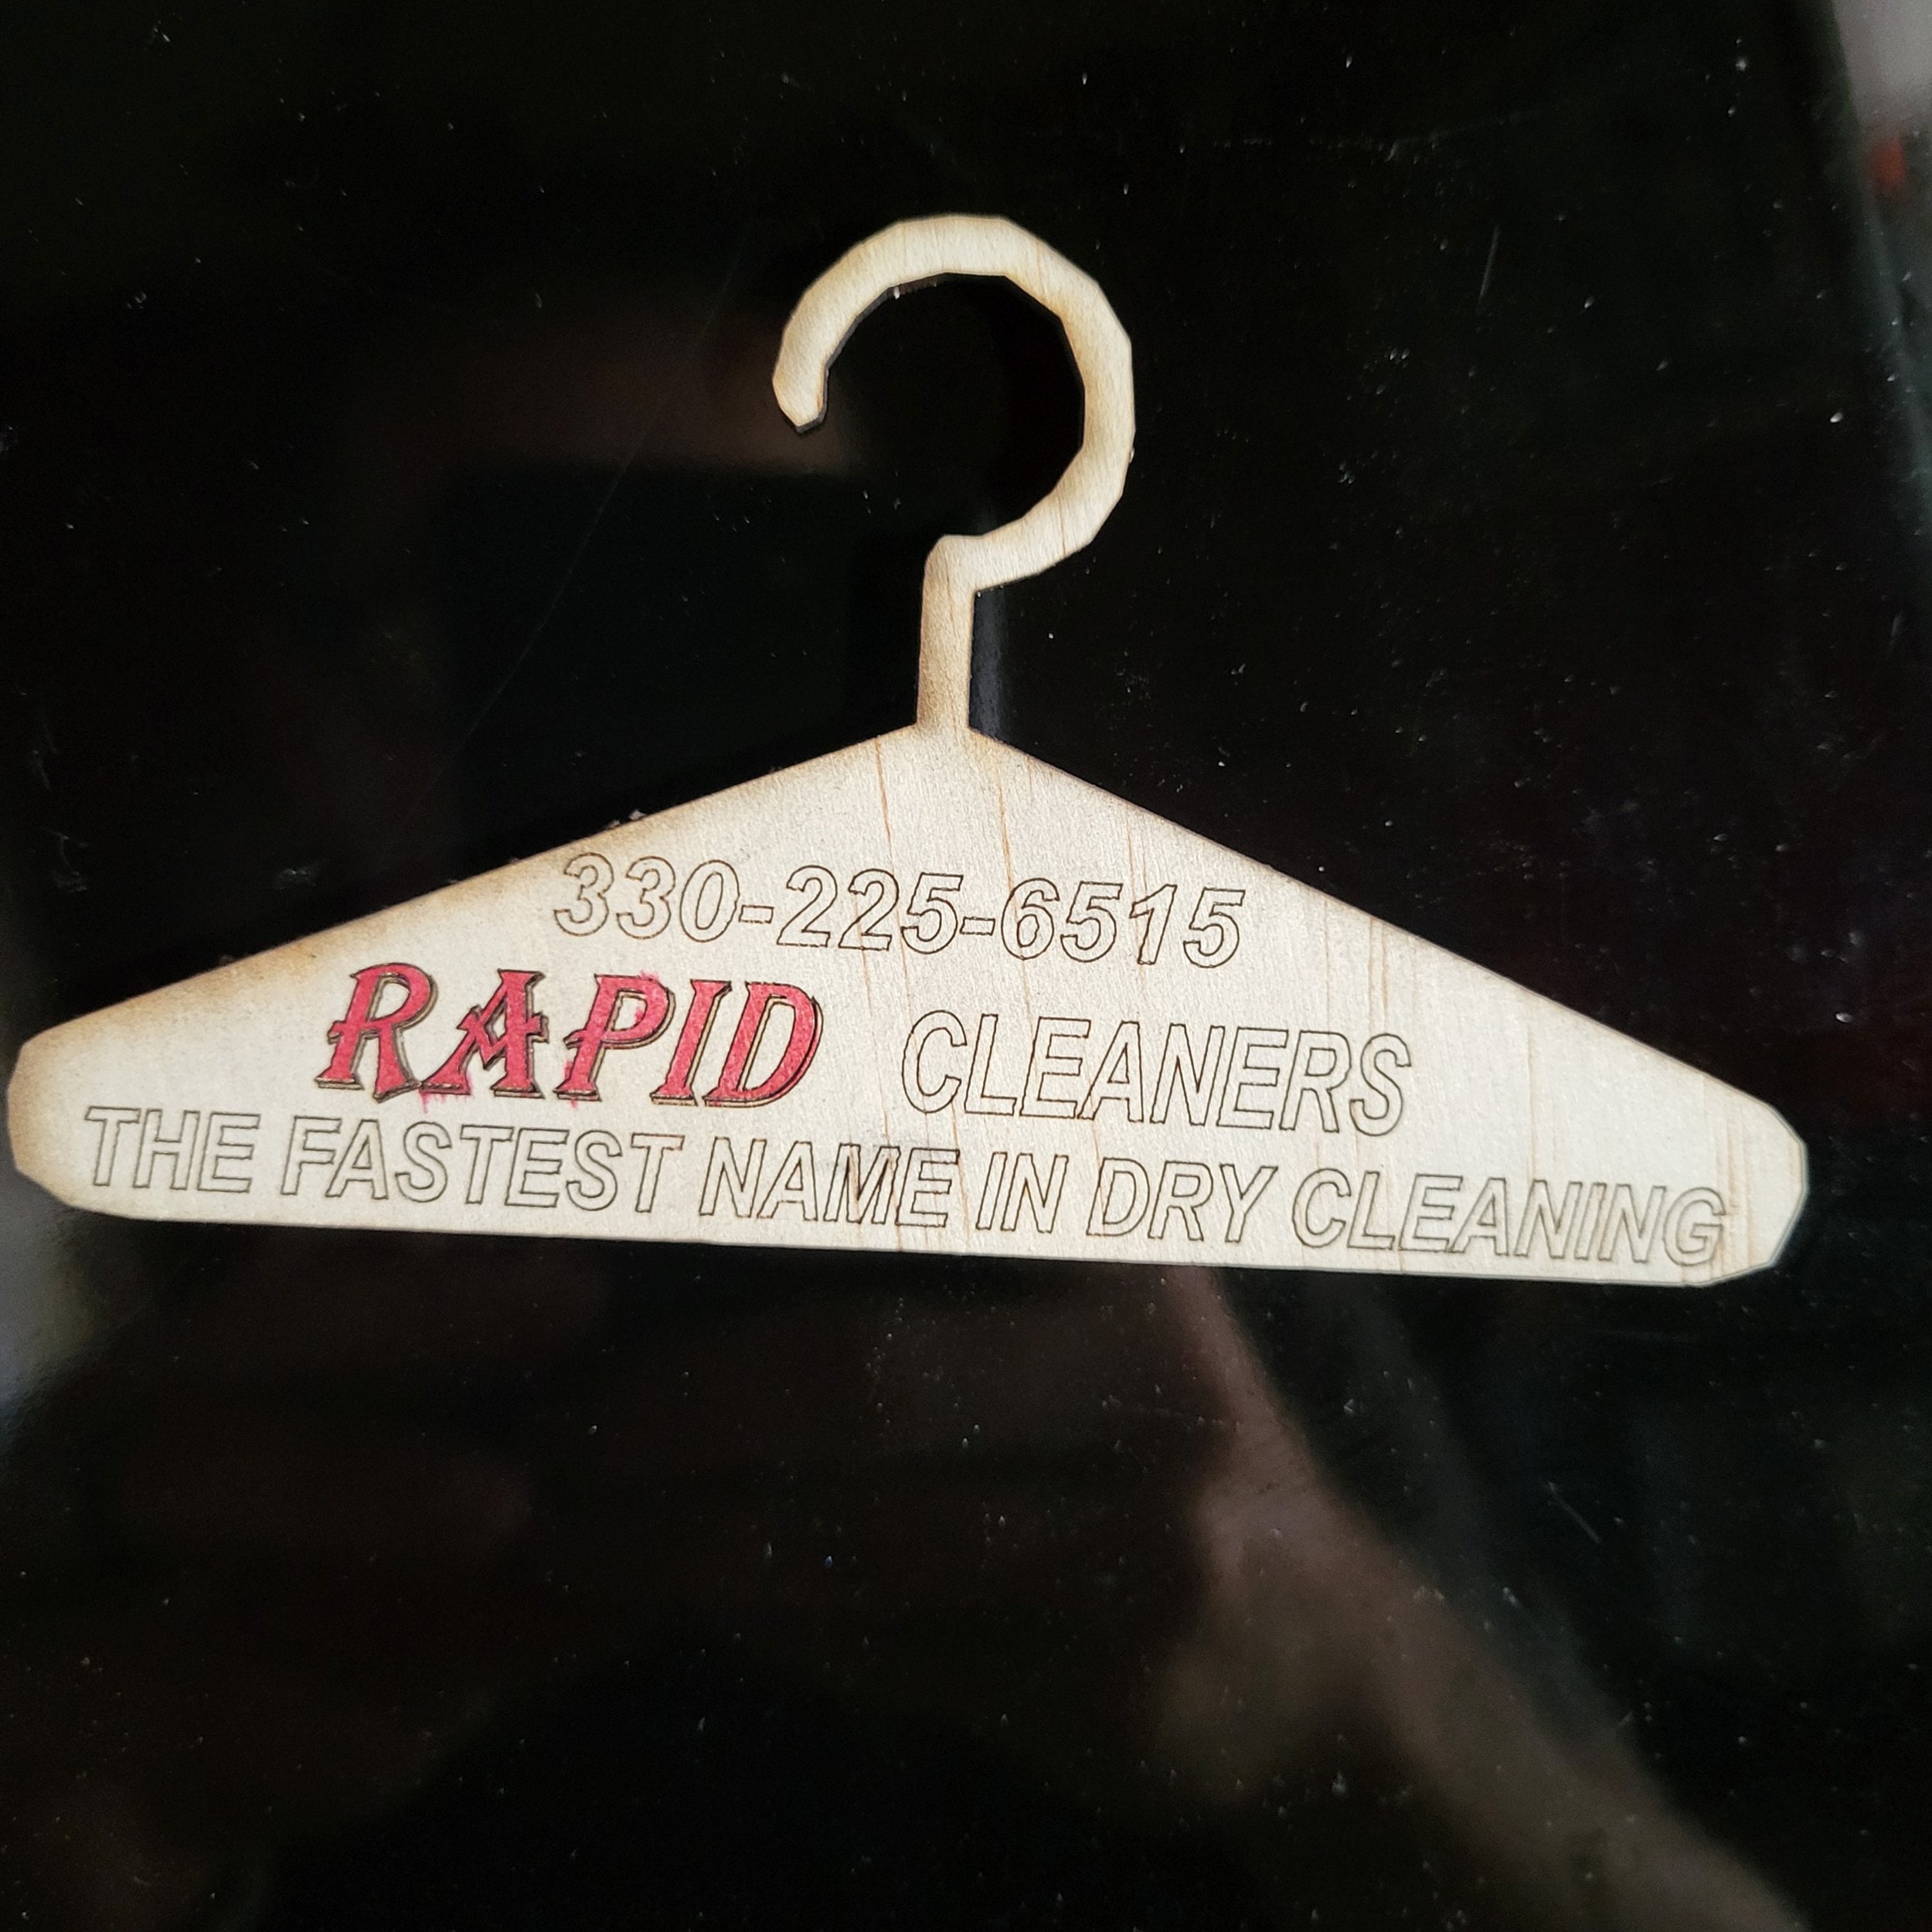 330-225-6515
RAPID CLEANERS
THE FASTEST NAME IN DRY CLEANING